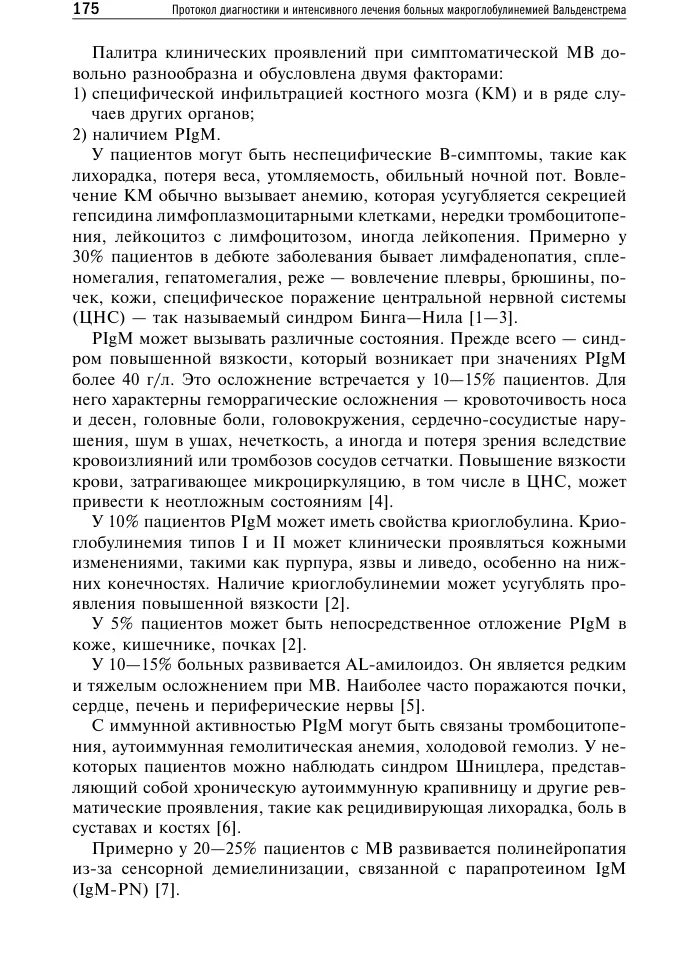 175 Протокол диагностики и интенсивного лечения больных макроглобулинемией Вальденстрема
Палитра клинических проявлений при симптоматической МВ до-
вольно разнообразна и обусловлена двумя факторами:
1) специфической инфильтрацией костного мозга (КМ) и в ряде слу-
чаев других органов;
2) наличием PIgM.
У пациентов могут быть неспецифические В-симптомы, такие как
лихорадка, потеря веса, утомляемость, обильный ночной пот. Вовле-
чение КМ обычно вызывает анемию, которая усугубляется секрецией
гепсидина лимфоплазмоцитарными клетками, нередки тромбоцитопе-
ния, лейкоцитоз с лимфоцитозом, иногда лейкопения. Примерно у
30% пациентов в дебюте заболевания бывает лимфаденопатия, спле-
номегалия, гепатомегалия, реже — вовлечение плевры, брюшины, по-
чек, кожи, специфическое поражение центральной нервной системы
(ЦНС) — так называемый синдром Бинга—Нила [1—3].
PIgM может вызывать различные состояния. Прежде всего — синд-
ром повышенной вязкости, который возникает при значениях PIgM
более 40 г/л. Это осложнение встречается у 10—15% пациентов. Для
него характерны геморрагические осложнения — кровоточивость носа
и десен, головные боли, головокружения, сердечно-сосудистые нару-
шения, шум в ушах, нечеткость, а иногда и потеря зрения вследствие
кровоизлияний или тромбозов сосудов сетчатки. Повышение вязкости
крови, затрагивающее микроциркуляцию, в том числе в ЦНС, может
привести к неотложным состояниям [4].
У 10% пациентов PIgM может иметь свойства криоглобулина. Крио-
глобулинемия типов I и II может клинически проявляться кожными
изменениями, такими как пурпура, язвы и ливедо, особенно на ниж-
них конечностях. Наличие криоглобулинемии может усугублять про-
явления повышенной вязкости [2].
У 5% пациентов может быть непосредственное отложение PIgM в
коже, кишечнике, почках [2].
У 10—15% больных развивается AL-амилоидоз. Он является редким
и тяжелым осложнением при МВ. Наиболее часто поражаются почки,
сердце, печень и периферические нервы [5].
С иммунной активностью PIgM могут быть связаны тромбоцитопе-
ния, аутоиммунная гемолитическая анемия, холодовой гемолиз. У не-
которых пациентов можно наблюдать синдром Шницлера, представ-
ляющий собой хроническую аутоиммунную крапивницу и другие рев-
матические проявления, такие как рецидивирующая лихорадка, боль в
суставах и костях [6].
Примерно у 20—25% пациентов с МВ развивается полинейропатия
из-за сенсорной демиелинизации, связанной с парапротеином IgM
(IgM-PN) [7].